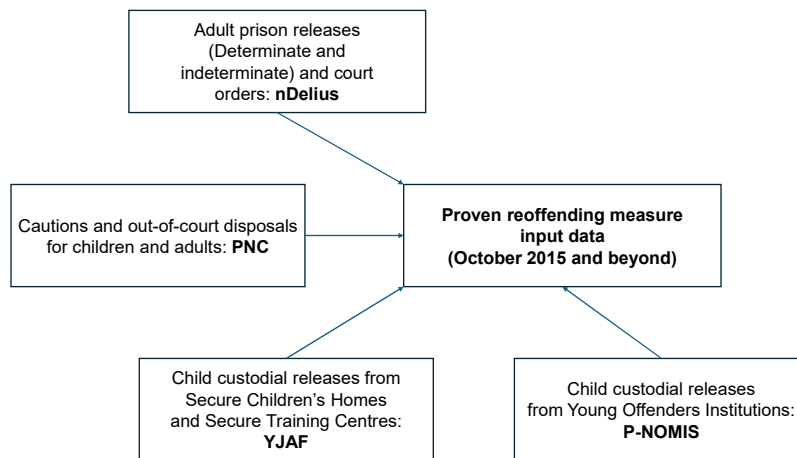 Adult prison releases
(Determinate and
indeterminate) and court
orders: nDelius
Cautions and out-of-court disposals
for children and adults: PNC
Proven reoffending measure
input data
(October 2015 and beyond)
Child custodial releases from
Secure Children’s Homes
and Secure Training Centres:
YJAF
Child custodial releases
from Young Offenders Institutions:
P-NOMIS